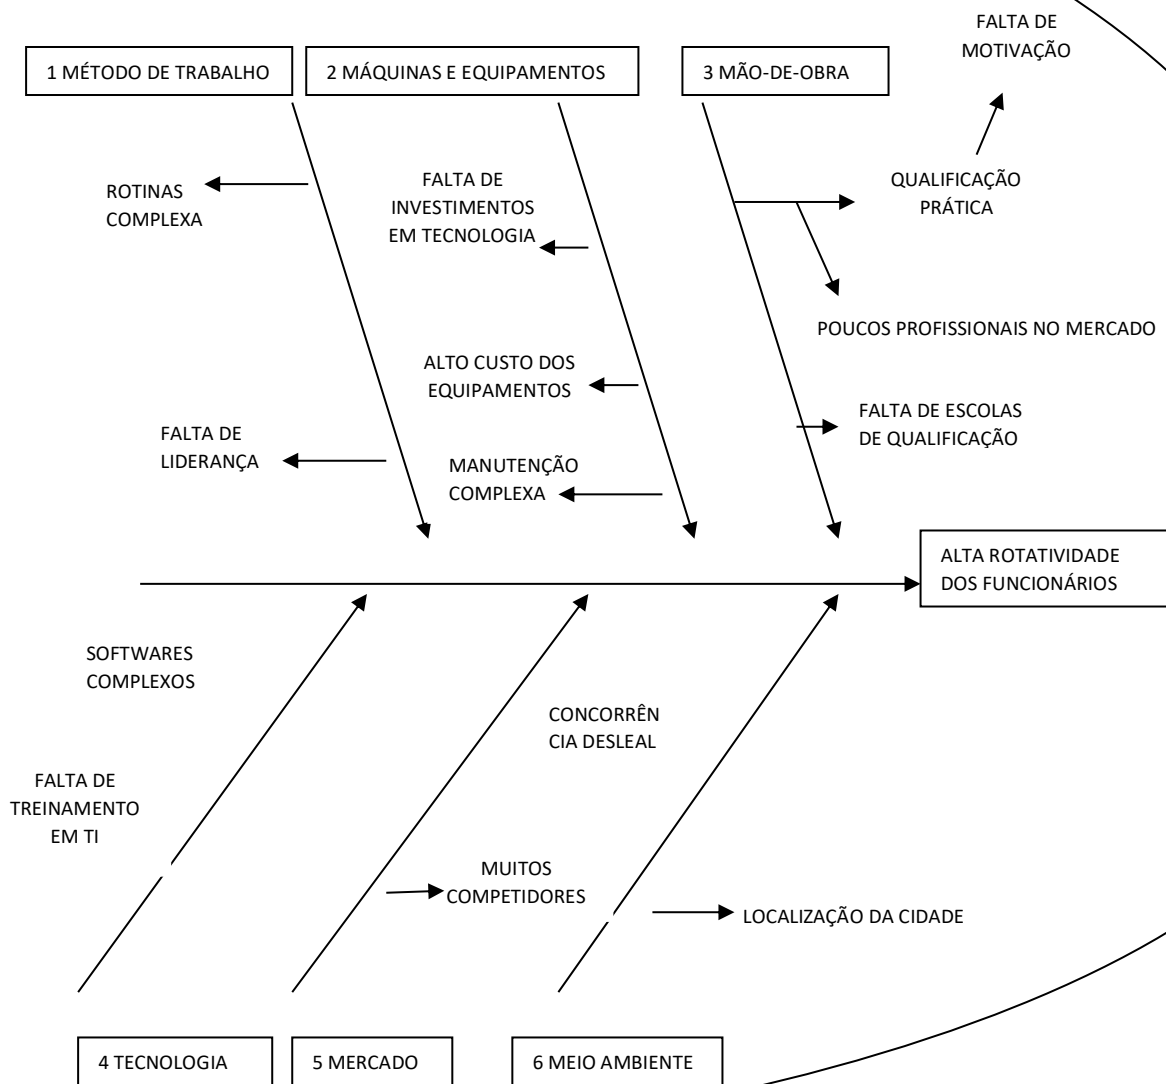 FALTA DE
MOTIVAÇÃO
1 MÉTODO DE TRABALHO
2 MÁQUINAS E EQUIPAMENTOS
3 MÃO-DE-OBRA
ROTINAS
COMPLEXA
FALTA DE
INVESTIMENTOS
EM TECNOLOGIA
QUALIFICAÇÃO
PRÁTICA
POUCOS PROFISSIONAIS NO MERCADO
ALTO CUSTO DOS
EQUIPAMENTOS
FALTA DE ESCOLAS
DE QUALIFICAÇÃO
FALTA DE
LIDERANÇA
MANUTENÇÃO
COMPLEXA
ALTA ROTATIVIDADE
DOS FUNCIONÁRIOS
SOFTWARES
COMPLEXOS
CONCORRÊN
CIA DESLEAL
FALTA DE
TREINAMENTO
EM TI
MUITOS
COMPETIDORES
LOCALIZAÇÃO DA CIDADE
4 TECNOLOGIA
5 MERCADO
6 MEIO AMBIENTE